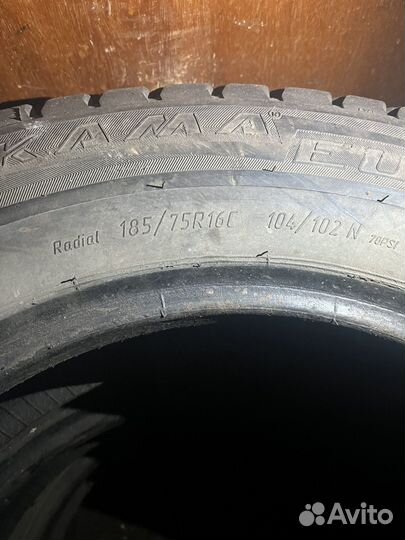 KAMA EU
Radial 185/75R16C 104/102 N 70PSI
Avito